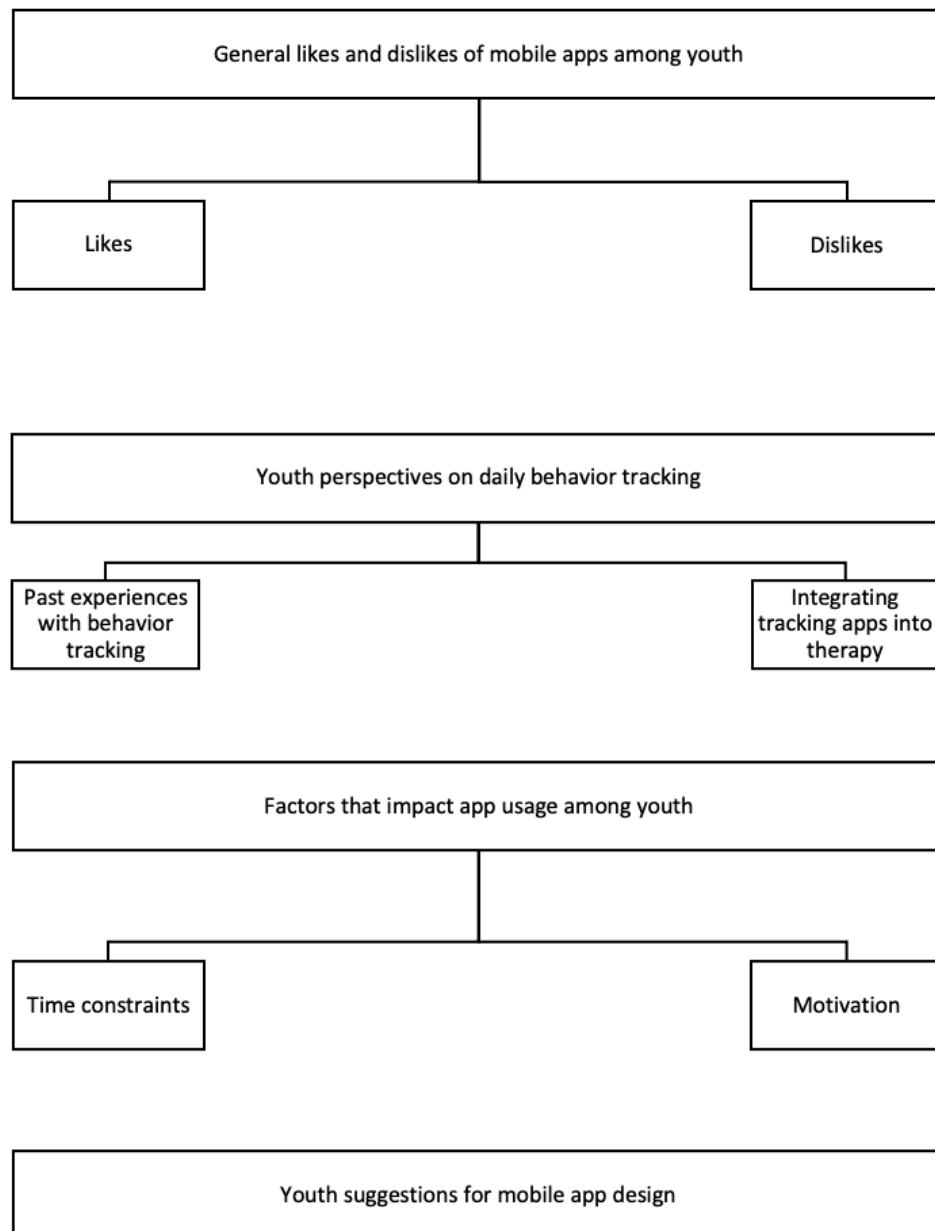 General likes and dislikes of mobile apps among youth
Likes
Dislikes
Youth perspectives on daily behavior tracking
Past experiences
with behavior
tracking
Integrating
tracking apps into
therapy
Factors that impact app usage among youth
Time constraints
Motivation
Youth suggestions for mobile app design